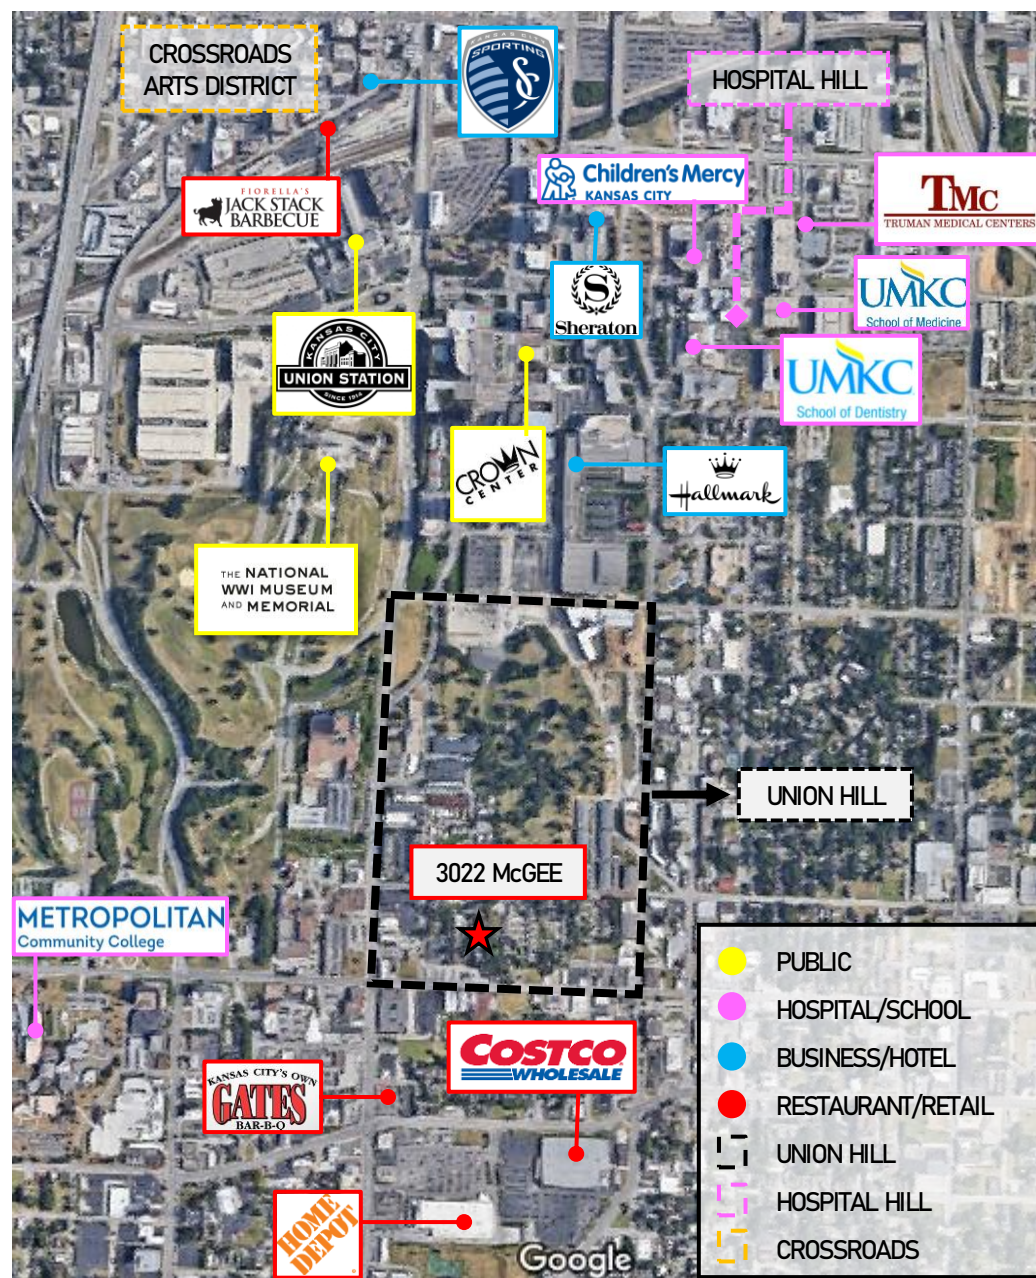 CROSSROADS
ARTS DISTRICT
KANSAS CITY
SPORTING
SC
HOSPITAL HILL
FIORELLA'S
JACK STACK
BARBECUE
Children's Mercy
KANSAS CITY
TMC
TRUMAN MEDICAL CENTERS
S
Sheraton
UMKC
School of Medicine
KANSAS CITY
UNION STATION
SINCE 1914
UMKC
School of Dentistry
CROWN
CENTER
Hallmark
THE NATIONAL
WWI MUSEUM
AND MEMORIAL
UNION HILL
3022 McGEE
METROPOLITAN
Community College
COSTCO
WHOLESALE
KANSAS CITY'S OWN
GATES
BAR-B-Q
HOME
DEPOT
Google
PUBLIC
HOSPITAL/SCHOOL
BUSINESS/HOTEL
RESTAURANT/RETAIL
UNION HILL
HOSPITAL HILL
CROSSROADS